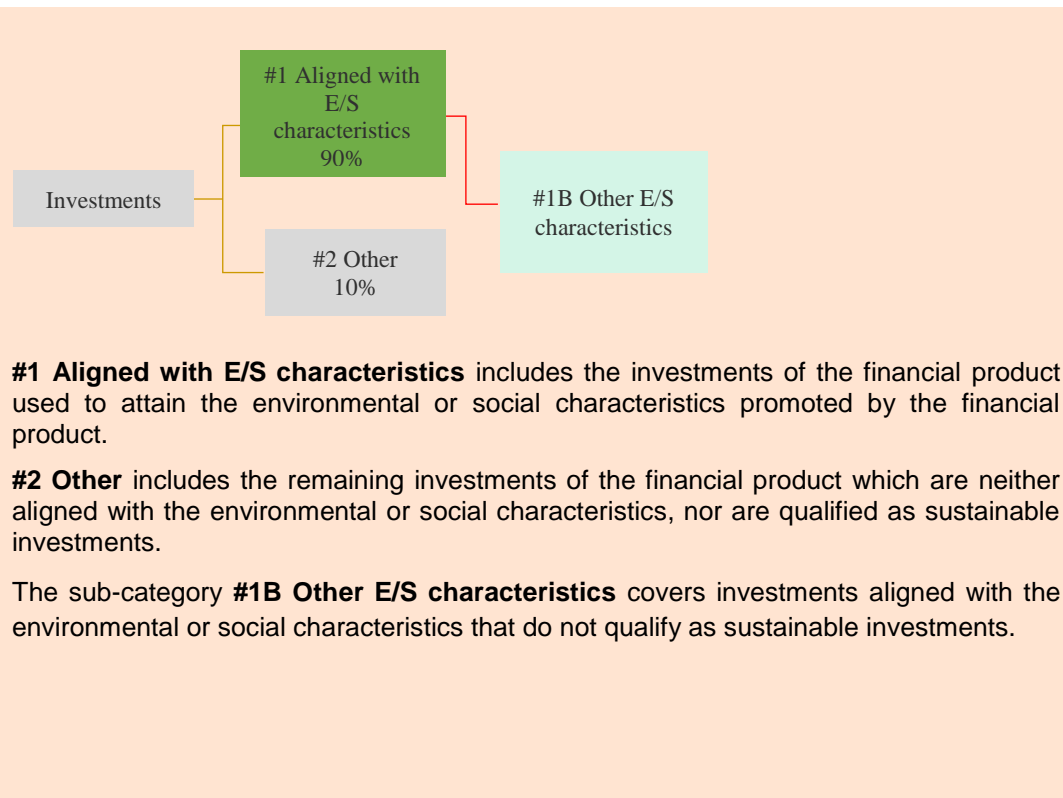 #1 Aligned with
E/S
characteristics
90%
Investments
#1B Other E/S
characteristics
#2 Other
10%
#1 Aligned with E/S characteristics includes the investments of the financial product
used to attain the environmental or social characteristics promoted by the financial
product.
#2 Other includes the remaining investments of the financial product which are neither
aligned with the environmental or social characteristics, nor are qualified as sustainable
investments.
The sub-category #1B Other E/S characteristics covers investments aligned with the
environmental or social characteristics that do not qualify as sustainable investments.